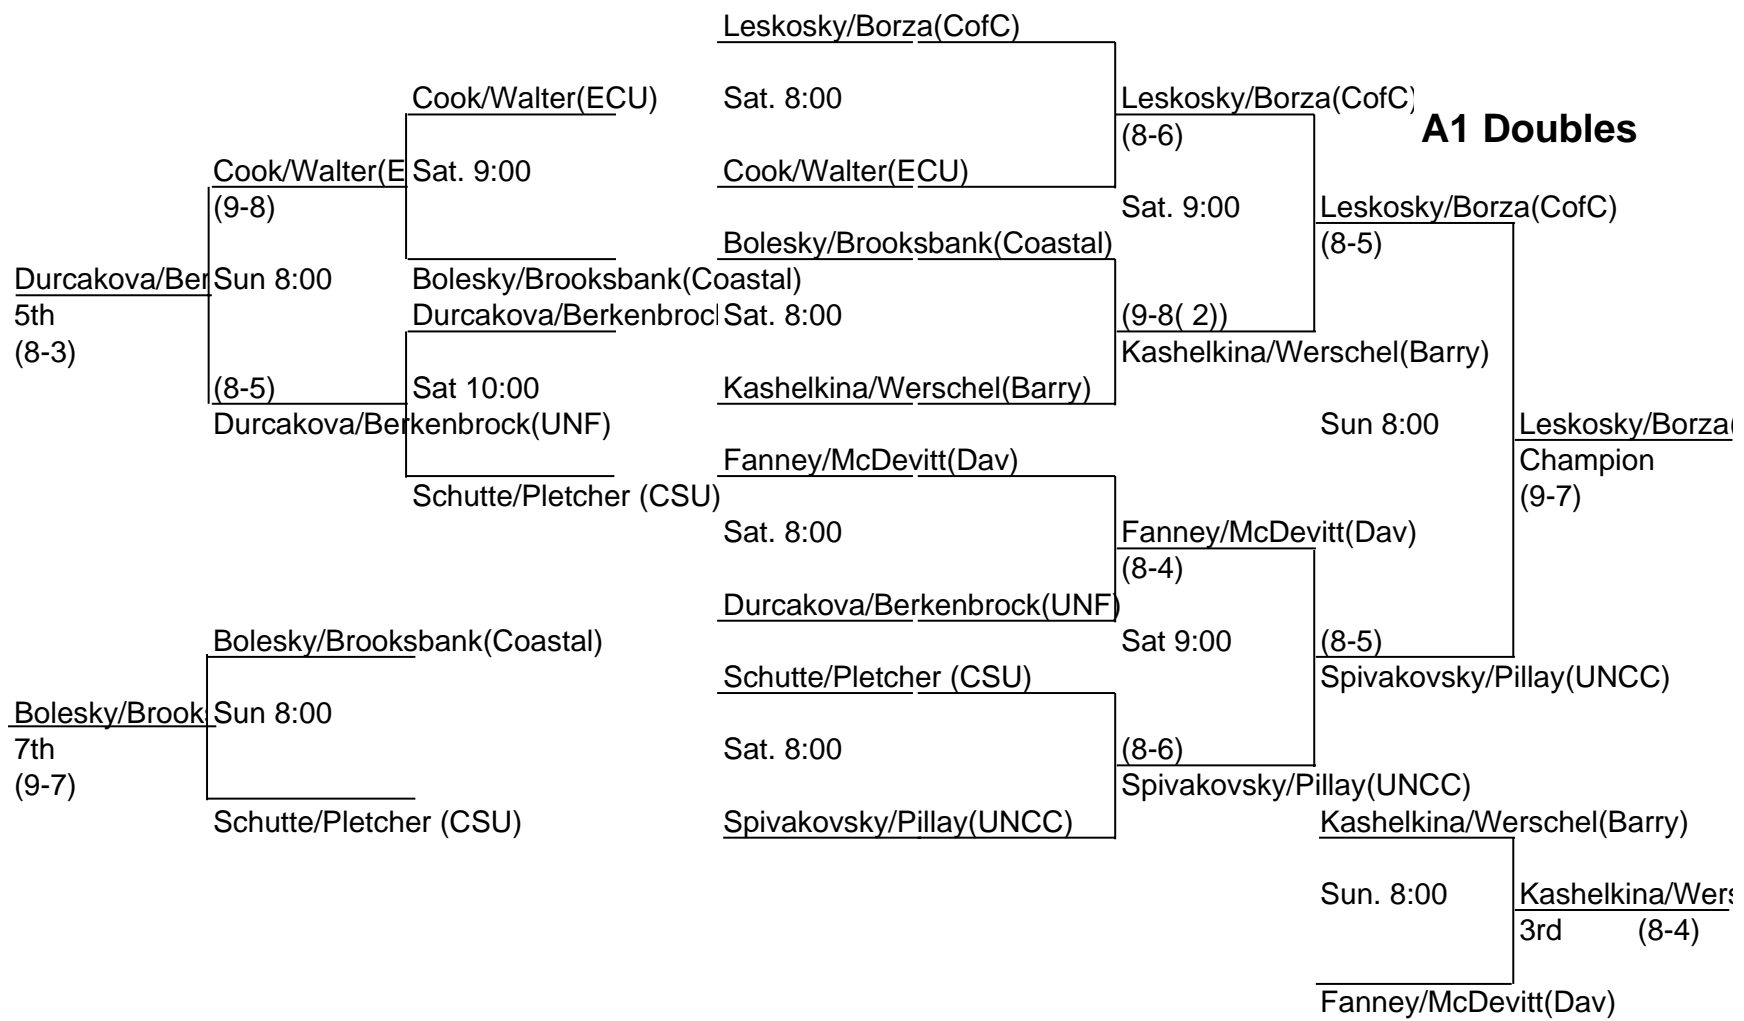 Leskosky/Borza(CofC)
Cook/Walter(ECU) Sat. 8:00 Leskosky/Borza(CofC)
(8-6) A1 Doubles
Cook/Walter(E Sat. 9:00 Cook/Walter(ECU)
(9-8) Sat. 9:00 Leskosky/Borza(CofC)
Bolesky/Brooksbank(Coastal) (8-5)
Durcakova/Ber Sun 8:00 Bolesky/Brooksbank(Coastal)
5th Durcakova/Berkenbroc Sat. 8:00 (9-8( 2))
(8-3) Kashelkina/Werschel(Barry)
(8-5) Sat 10:00 Kashelkina/Werschel(Barry)
Durcakova/Berkenbrock(UNF) Sun 8:00 Leskosky/Borza(
Fanney/McDevitt(Dav) Champion
Schutte/Pletcher (CSU) (9-7)
Sat. 8:00 Fanney/McDevitt(Dav)
(8-4)
Durcakova/Berkenbrock(UNF)
Bolesky/Brooksbank(Coastal) Sat 9:00 (8-5)
Schutte/Pletcher (CSU) Spivakovsky/Pillay(UNCC)
Bolesky/Brooks Sun 8:00
7th Sat. 8:00 (8-6)
(9-7) Spivakovsky/Pillay(UNCC)
Schutte/Pletcher (CSU) Spivakovsky/Pillay(UNCC) Kashelkina/Werschel(Barry)
Sun. 8:00 Kashelkina/Wers
3rd (8-4)
Fanney/McDevitt(Dav)